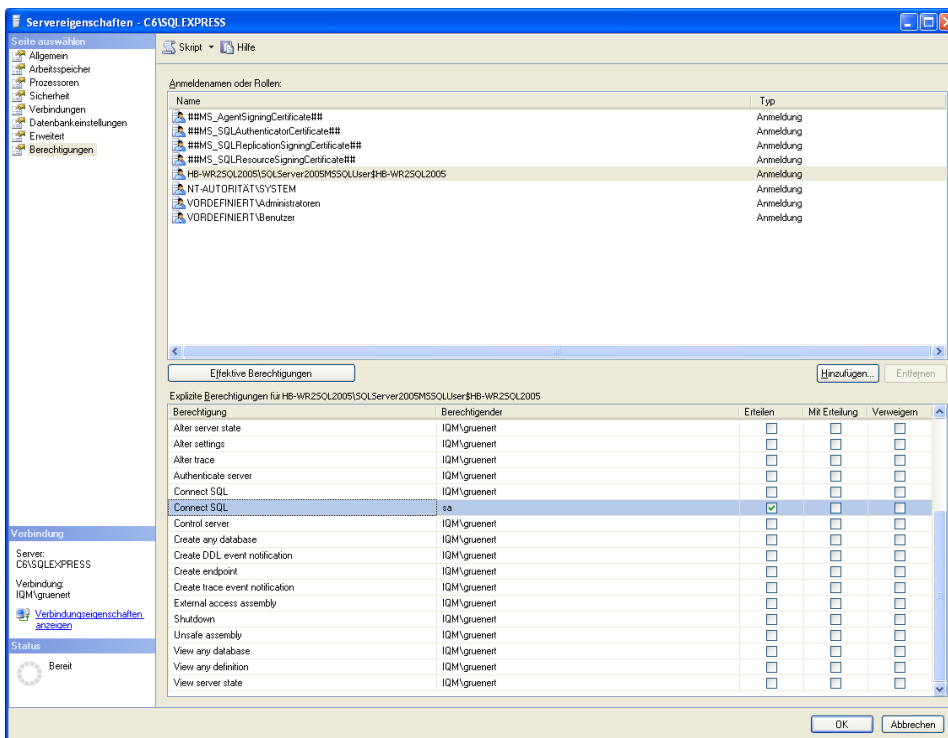 Servereigenschaften - C6\SQLEXPRESS
Seite auswählen
Allgemein
Arbeitsspeicher
Prozessoren
Sicherheit
Verbindungen
Datenbankeinstellungen
Erweitert
Berechtigungen
Skript
Hilfe
Anmeldenamen oder Rollen:
Name Typ
##MS_AgentSigningCertificate## Anmeldung
##MS_SQLAuthenticatorCertificate## Anmeldung
##MS_SQLReplicationSigningCertificate## Anmeldung
##MS_SQLResourceSigningCertificate## Anmeldung
HB-WR2SQL2005\SQLServer2005MSSQLUser$HB-WR2SQL2005 Anmeldung
NT-AUTORITÄT\SYSTEM Anmeldung
VORDEFINIERT\Administratoren Anmeldung
VORDEFINIERT\Benutzer Anmeldung
Effektive Berechtigungen Hinzufügen... Entfernen
Explizite Berechtigungen für HB-WR2SQL2005\SQLServer2005MSSQLUser$HB-WR2SQL2005
Berechtigung Berechtigender Erteilen Mit Erteilung Verweigern
Alter server state IQM\gruenert
Alter settings IQM\gruenert
Alter trace IQM\gruenert
Authenticate server IQM\gruenert
Connect SQL IQM\gruenert
Connect SQL sa
Control server IQM\gruenert
Create any database IQM\gruenert
Create DDL event notification IQM\gruenert
Create endpoint IQM\gruenert
Create trace event notification IQM\gruenert
External access assembly IQM\gruenert
Shutdown IQM\gruenert
Unsafe assembly IQM\gruenert
View any database IQM\gruenert
View any definition IQM\gruenert
View server state IQM\gruenert
Verbindung
Server:
C6\SQLEXPRESS
Verbindung:
IQM\gruenert
Verbindungseigenschaften
anzeigen
Status
Bereit
OK Abbrechen